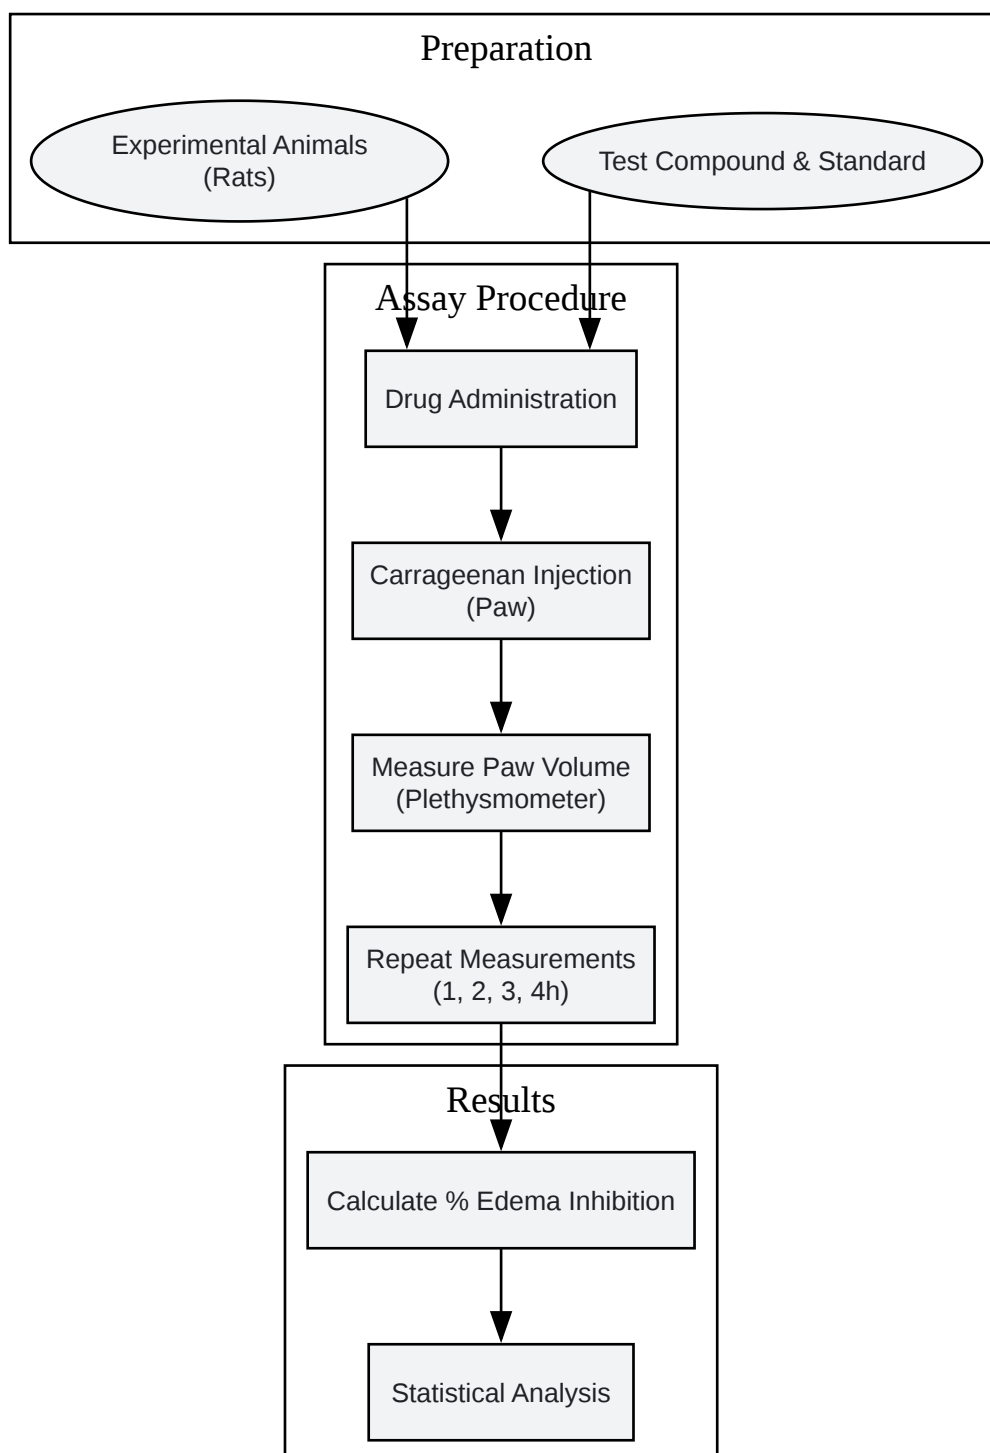 Preparation
Experimental Animals
(Rats)
Test Compound & Standard
Assay Procedure
Drug Administration
Carrageenan Injection
(Paw)
Measure Paw Volume
(Plethysmometer)
Repeat Measurements
(1, 2, 3, 4h)
Results
Calculate % Edema Inhibition
Statistical Analysis